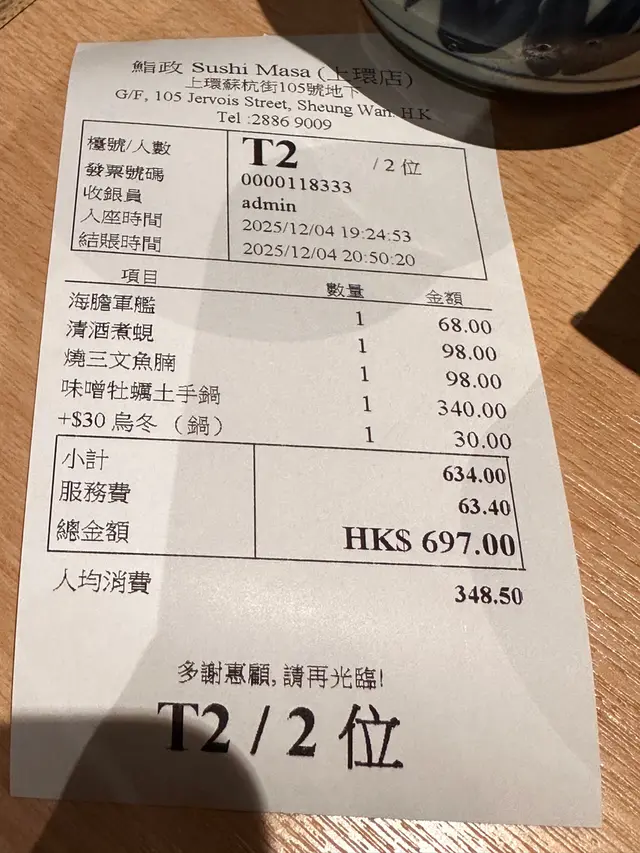 鮨政 Sushi Masa (上環店)
上環蘇杭街105號地下
G/F, 105 Jervois Street, Sheung Wan. H.K
Tel :2886 9009
檯號/人數 T2 / 2 位
發票號碼 0000118333
收銀員 admin
入座時間 2025/12/04 19:24:53
結賬時間 2025/12/04 20:50:20
項目 數量 金額
海膽軍艦 1 68.00
清酒煮蜆 1 98.00
燒三文魚腩 1 98.00
味噌牡蠣土手鍋 1 340.00
+$30 烏冬 （鍋） 1 30.00
小計 634.00
服務費 63.40
總金額 HK$ 697.00
人均消費 348.50
多謝惠顧, 請再光臨!
T2 / 2 位